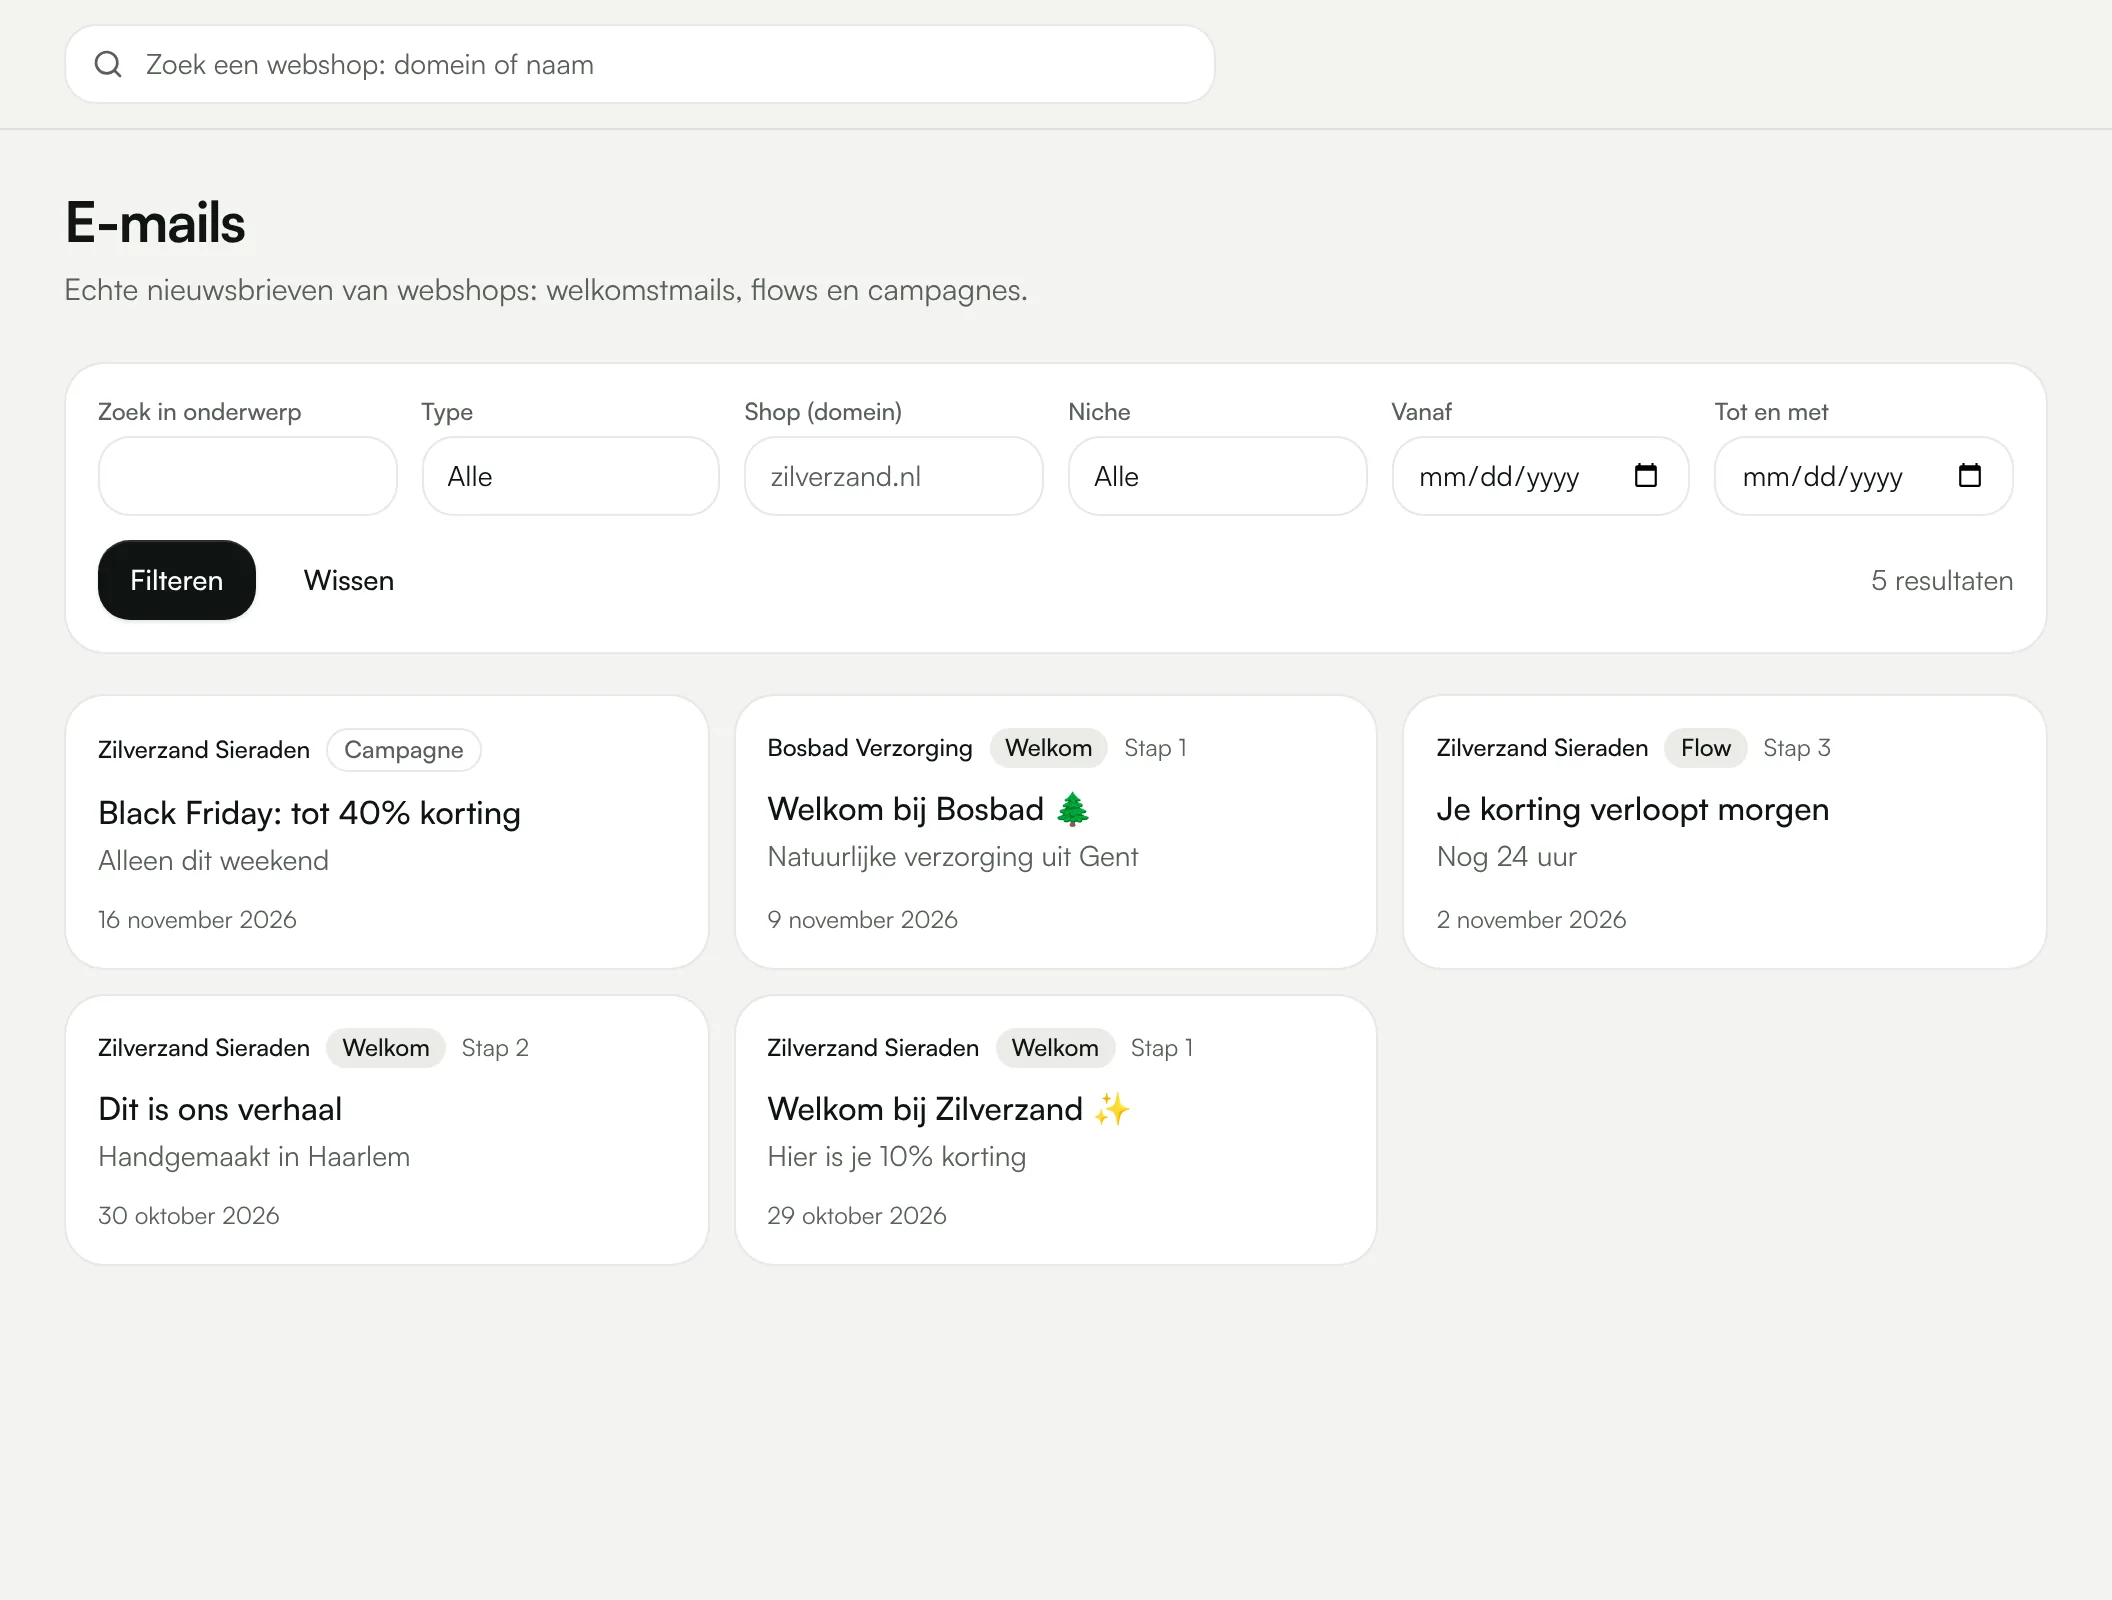 Zoek een webshop: domein of naam
E-mails
Echte nieuwsbrieven van webshops: welkomstmails, flows en campagnes.
Zoek in onderwerp
Type
Alle
Shop (domein)
zilverzand.nl
Niche
Alle
Vanaf
mm/dd/yyyy
Tot en met
mm/dd/yyyy
Filteren
Wissen
5 resultaten
Zilverzand Sieraden Campagne
Black Friday: tot 40% korting
Alleen dit weekend
16 november 2026
Bosbad Verzorging Welkom Stap 1
Welkom bij Bosbad 🌲
Natuurlijke verzorging uit Gent
9 november 2026
Zilverzand Sieraden Flow Stap 3
Je korting verloopt morgen
Nog 24 uur
2 november 2026
Zilverzand Sieraden Welkom Stap 2
Dit is ons verhaal
Handgemaakt in Haarlem
30 oktober 2026
Zilverzand Sieraden Welkom Stap 1
Welkom bij Zilverzand ✨
Hier is je 10% korting
29 oktober 2026